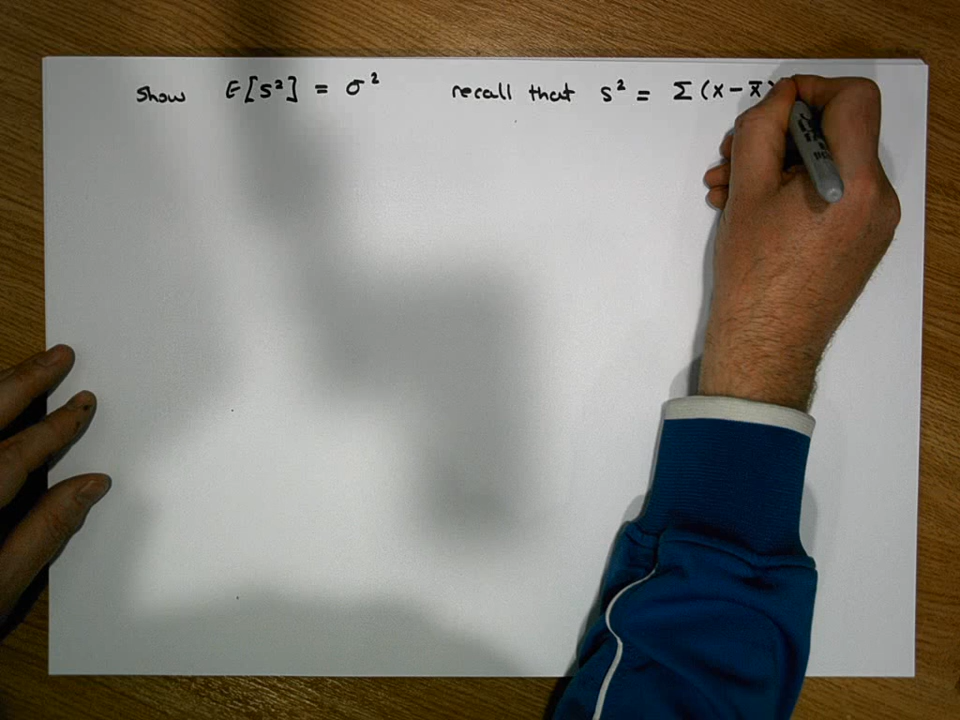 show E[s²] = σ² recall that s² = Σ(x-x̄)